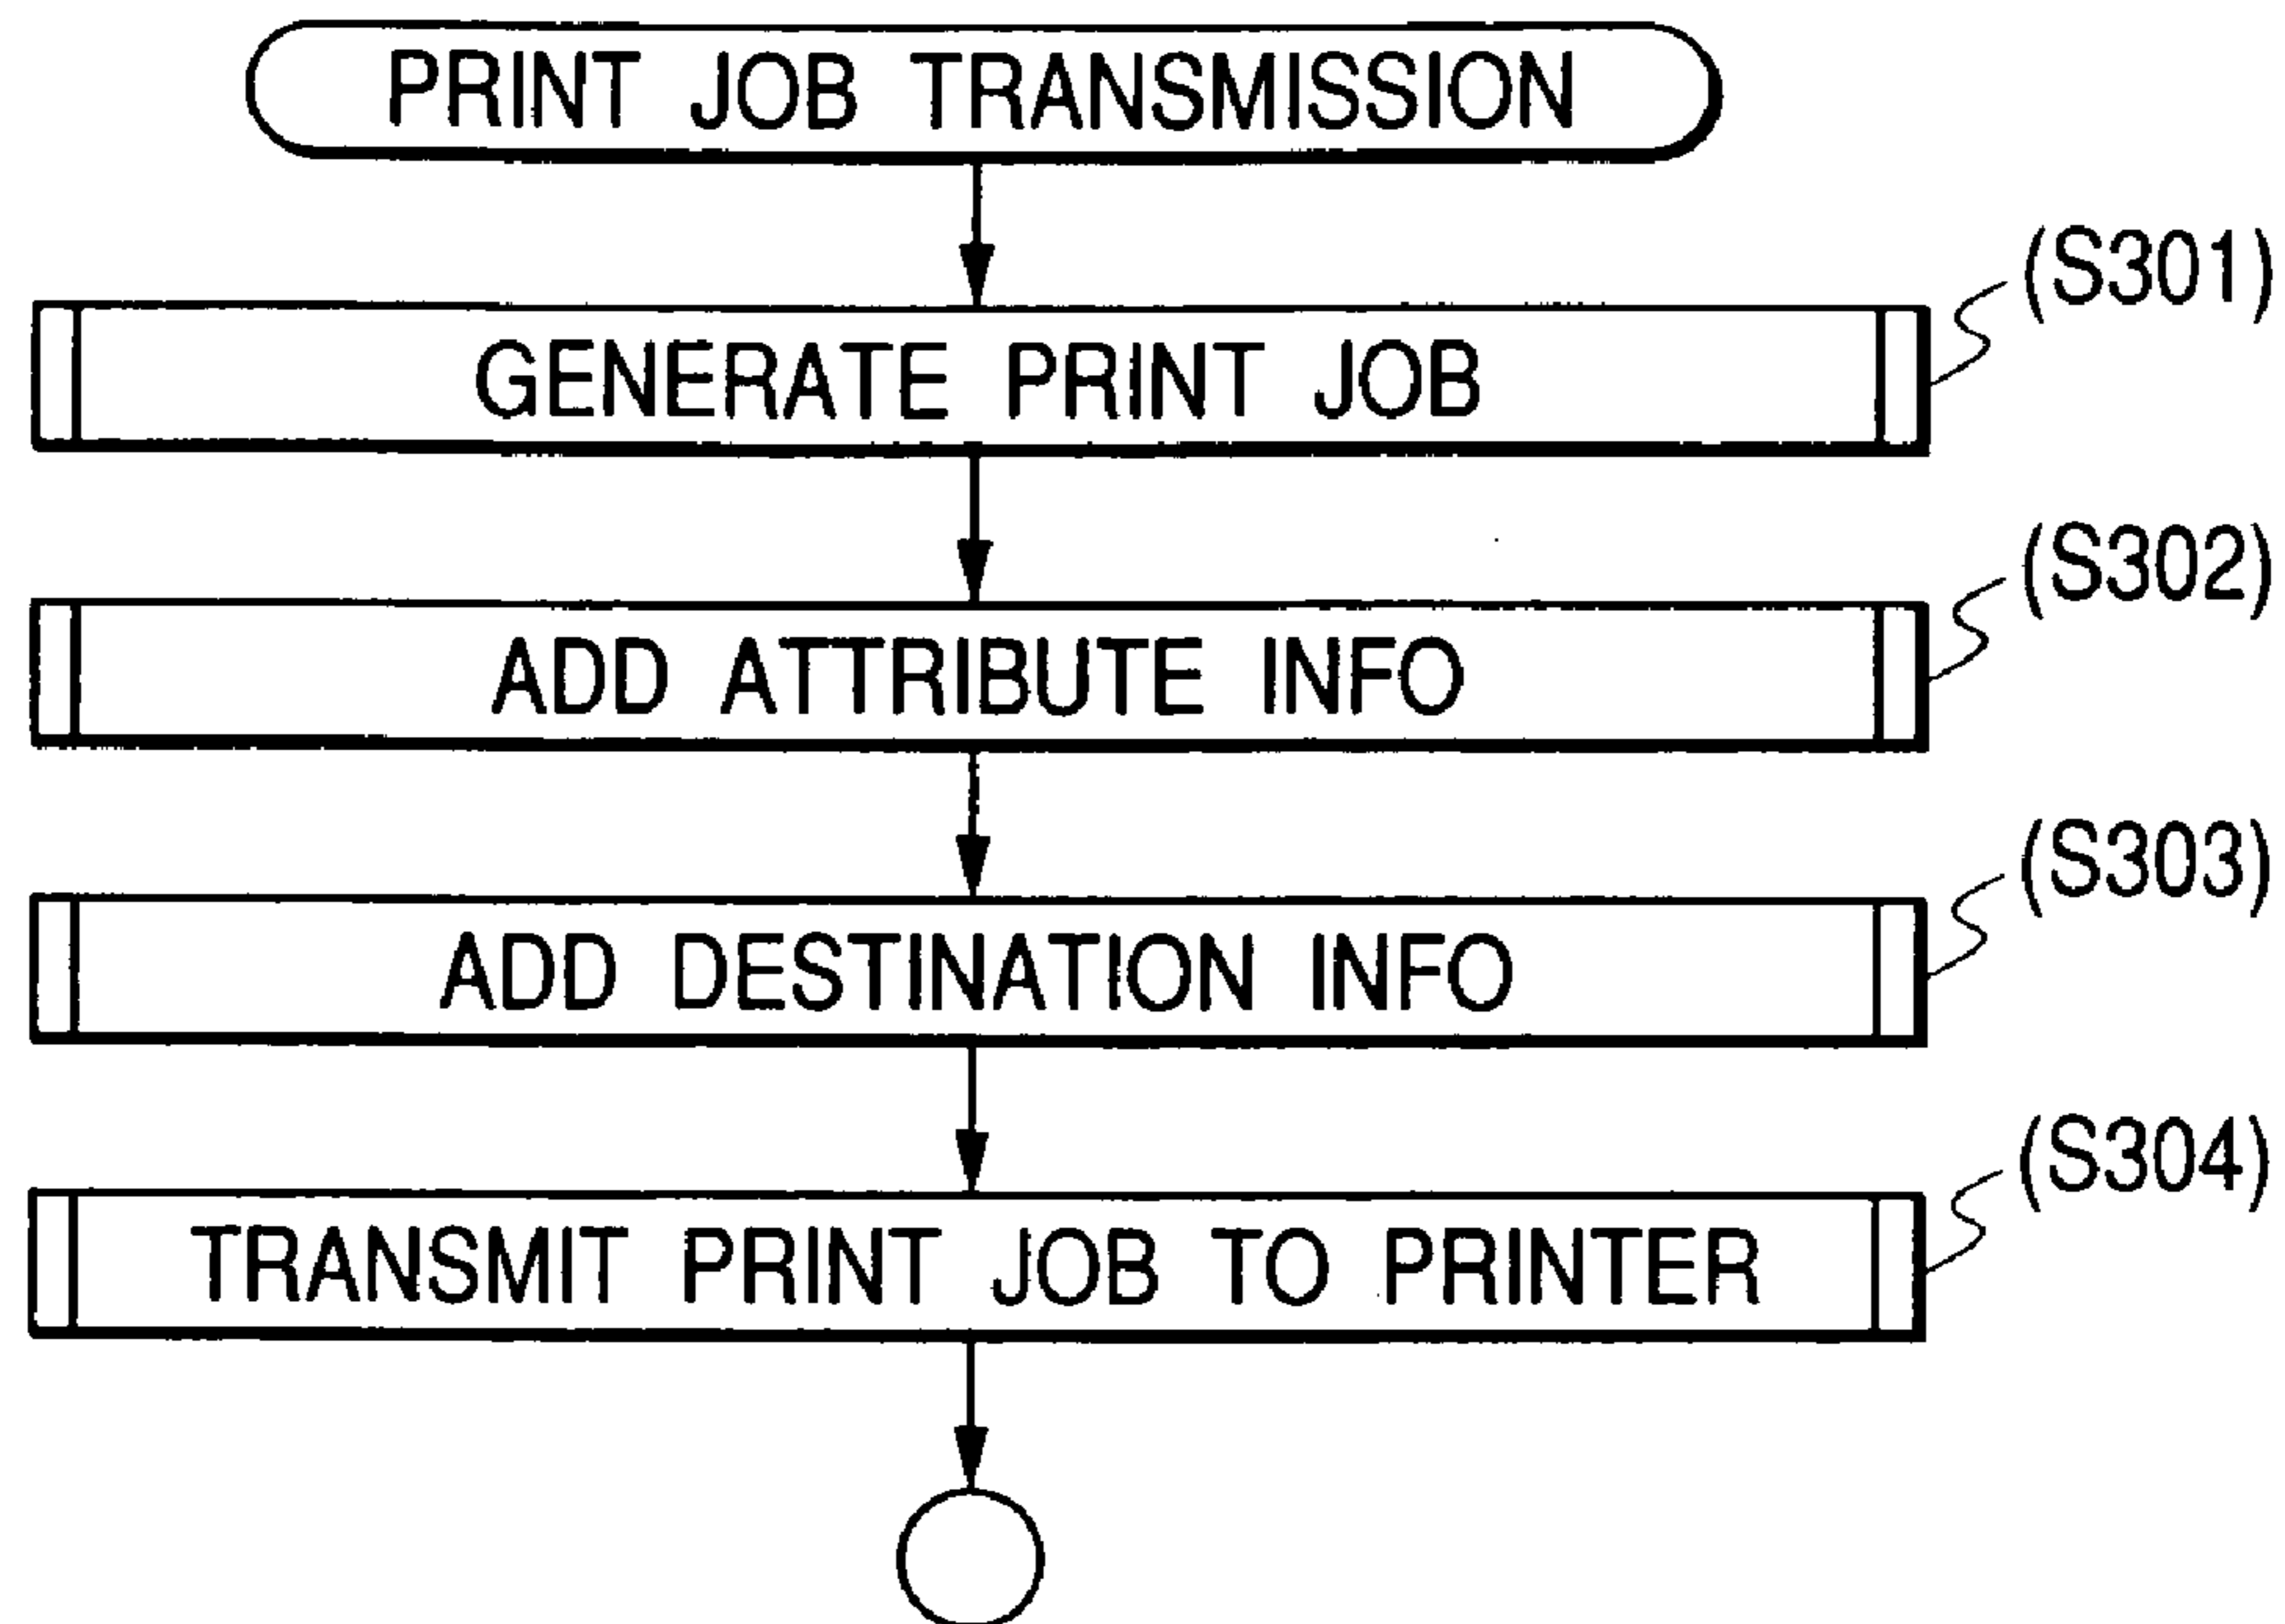 PRINT JOB TRANSMISSION
(S301)
GENERATE PRINT JOB
(S302)
ADD ATTRIBUTE INFO
(S303)
ADD DESTINATION INFO
(S304)
TRANSMIT PRINT JOB TO PRINTER